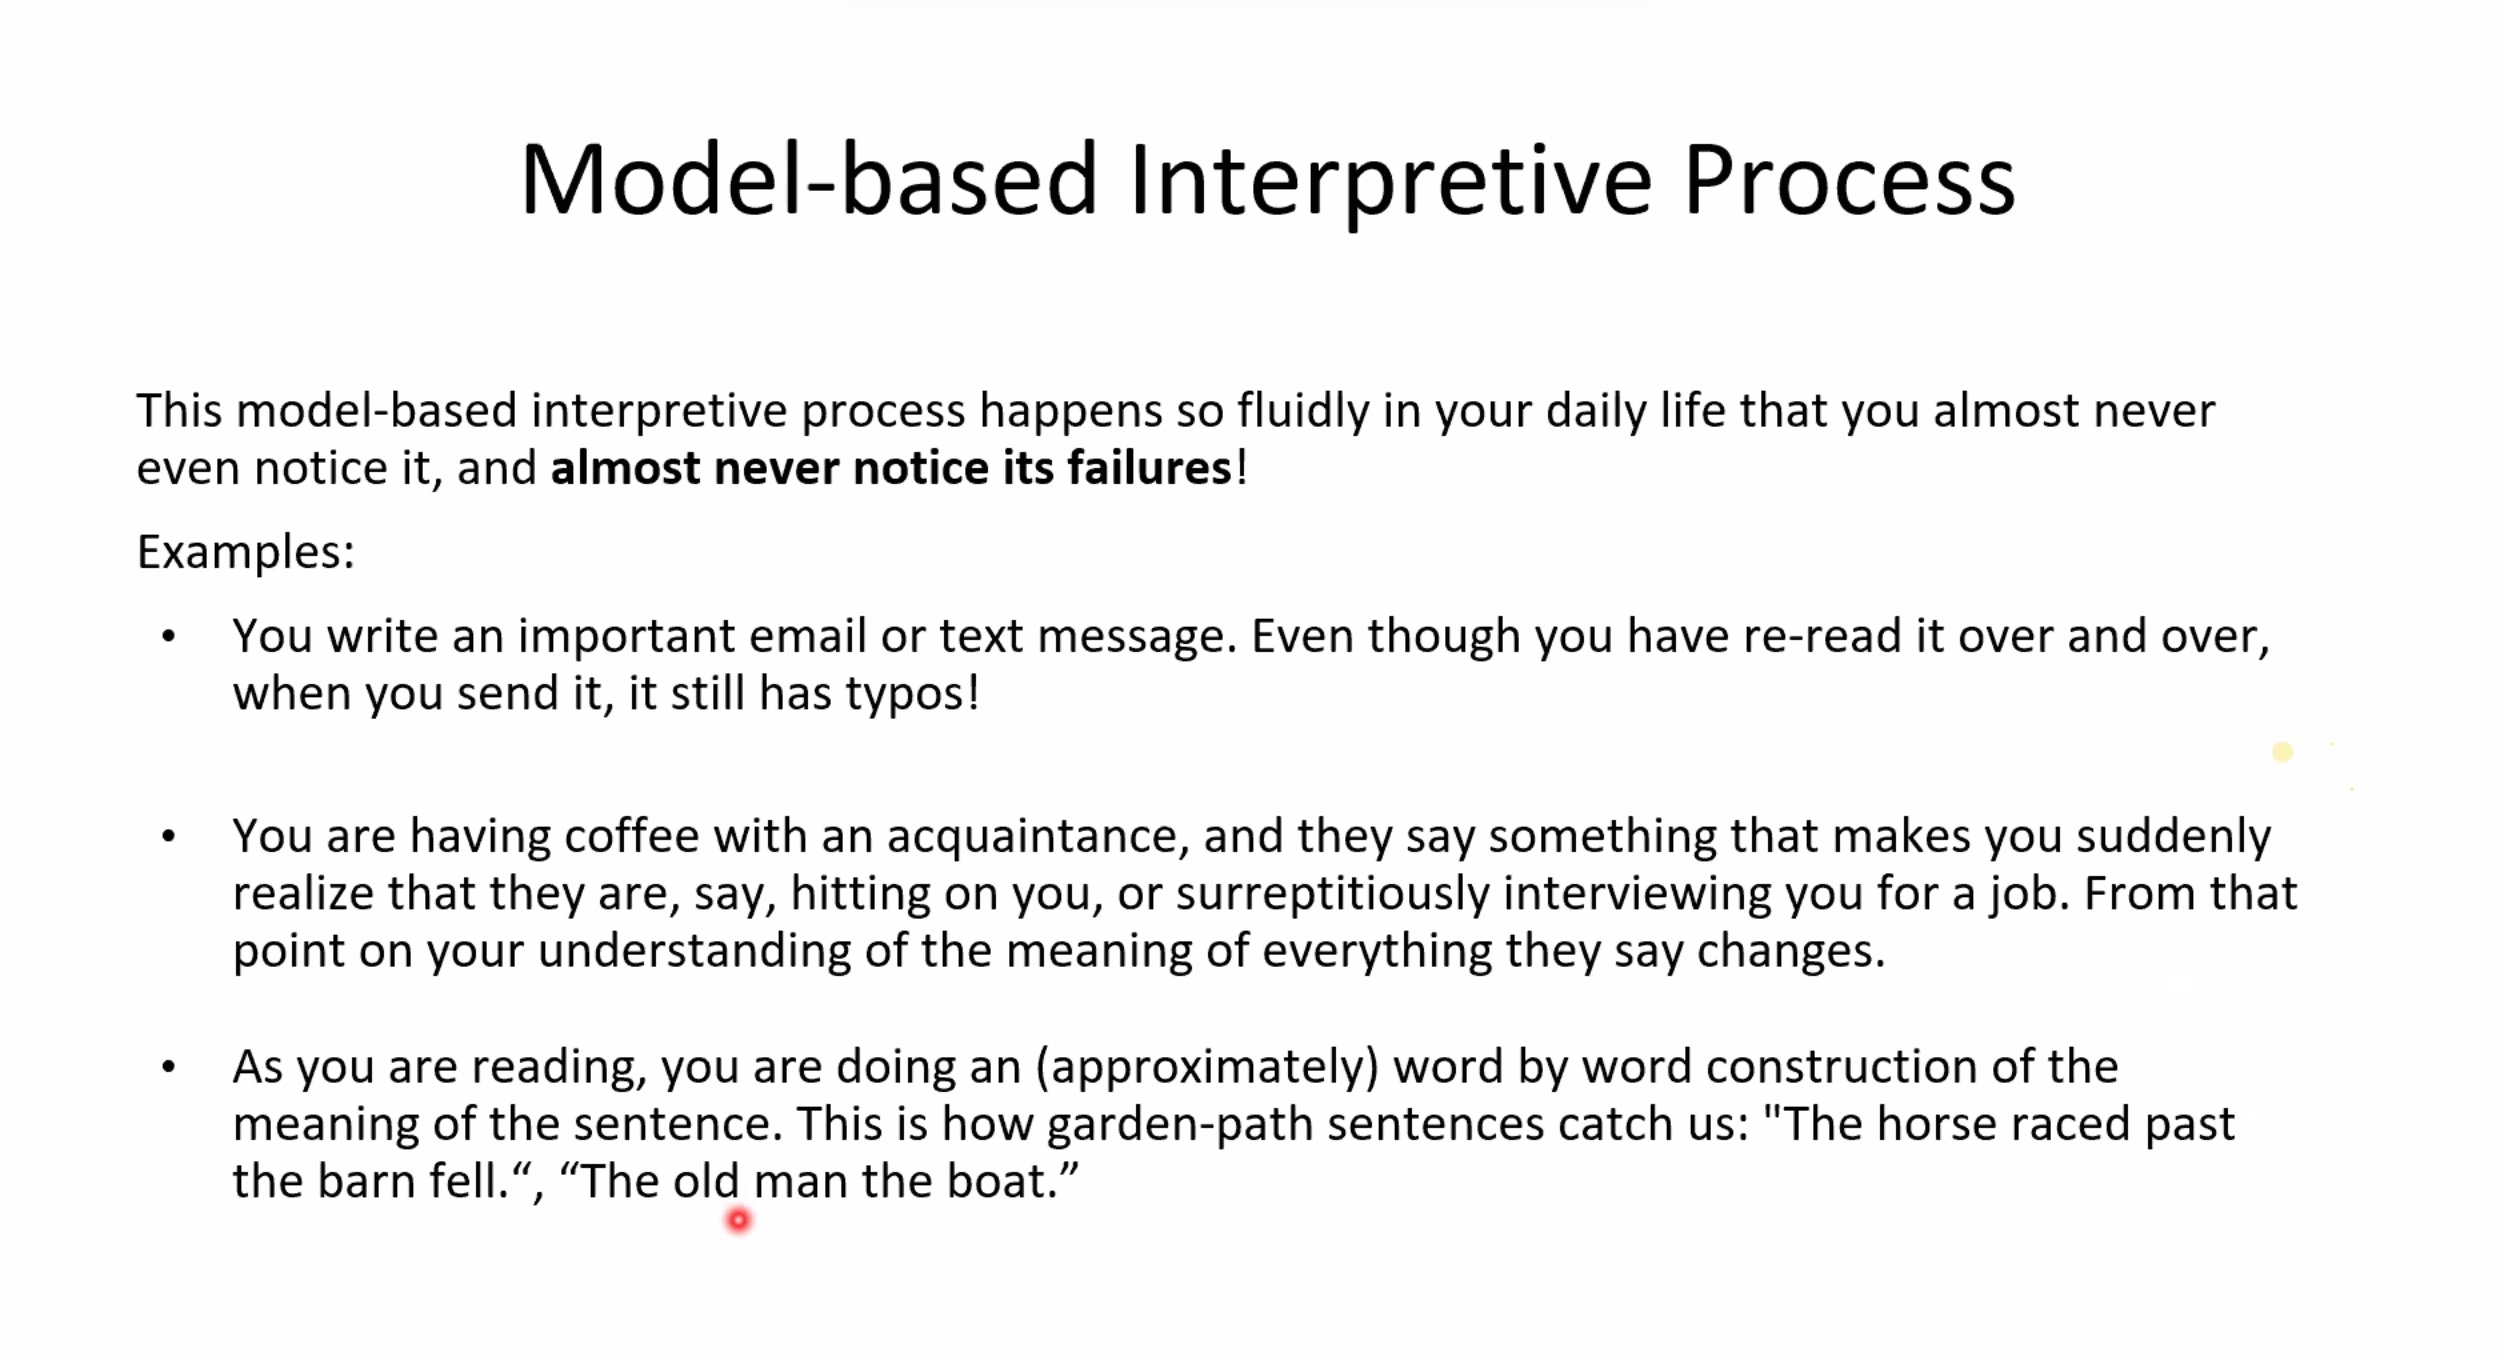 Model-based Interpretive Process
This model-based interpretive process happens so fluidly in your daily life that you almost never
even notice it, and almost never notice its failures!
Examples:
• You write an important email or text message. Even though you have re-read it over and over,
when you send it, it still has typos!
• You are having coffee with an acquaintance, and they say something that makes you suddenly
realize that they are, say, hitting on you, or surreptitiously interviewing you for a job. From that
point on your understanding of the meaning of everything they say changes.
• As you are reading, you are doing an (approximately) word by word construction of the
meaning of the sentence. This is how garden-path sentences catch us: "The horse raced past
the barn fell.“, “The old man the boat.”